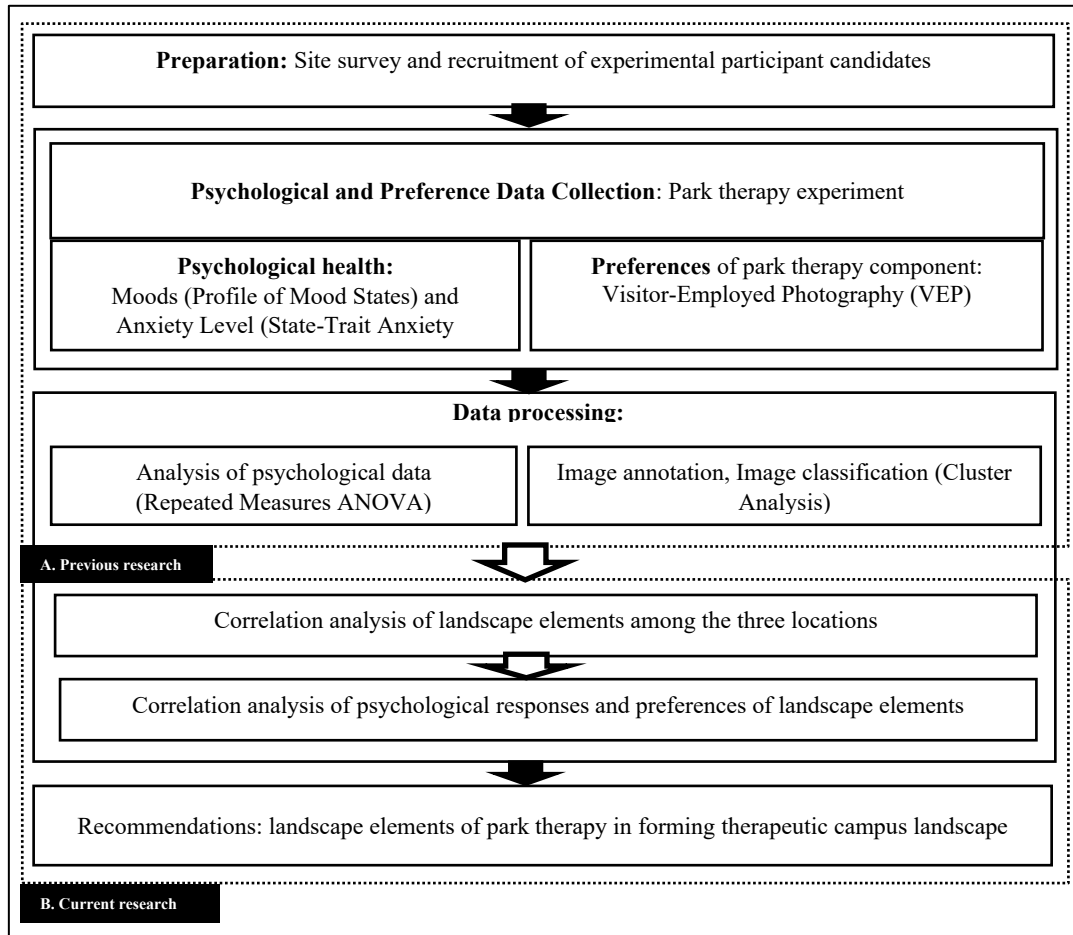 Preparation: Site survey and recruitment of experimental participant candidates
Psychological and Preference Data Collection: Park therapy experiment
Psychological health:
Moods (Profile of Mood States) and
Anxiety Level (State-Trait Anxiety
Preferences of park therapy component:
Visitor-Employed Photography (VEP)
Data processing:
Analysis of psychological data
(Repeated Measures ANOVA)
Image annotation, Image classification (Cluster
Analysis)
A. Previous research
Correlation analysis of landscape elements among the three locations
Correlation analysis of psychological responses and preferences of landscape elements
Recommendations: landscape elements of park therapy in forming therapeutic campus landscape
B. Current research